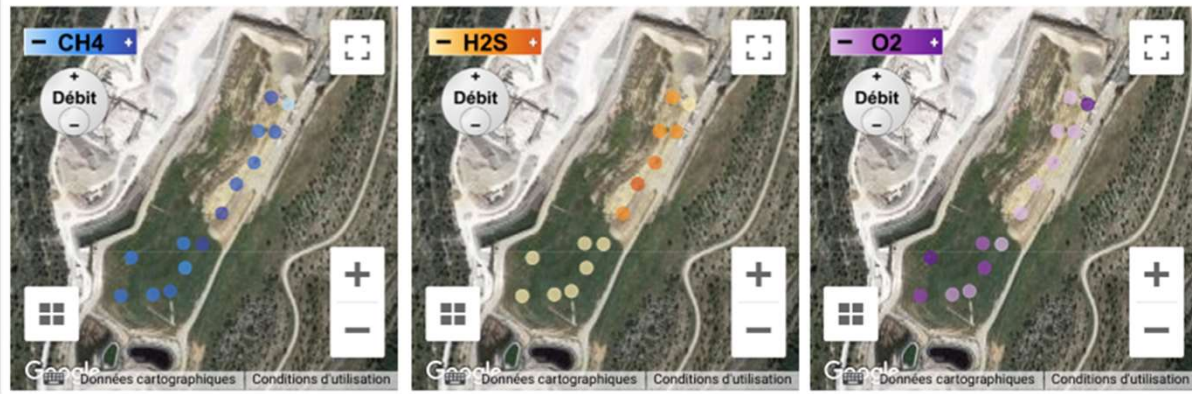 − CH4 +
+
Débit
−
+
−
Google
Données cartographiques
Conditions d'utilisation
− H2S +
+
Débit
−
+
−
Google
Données cartographiques
Conditions d'utilisation
− O2 +
+
Débit
−
+
−
Google
Données cartographiques
Conditions d'utilisation